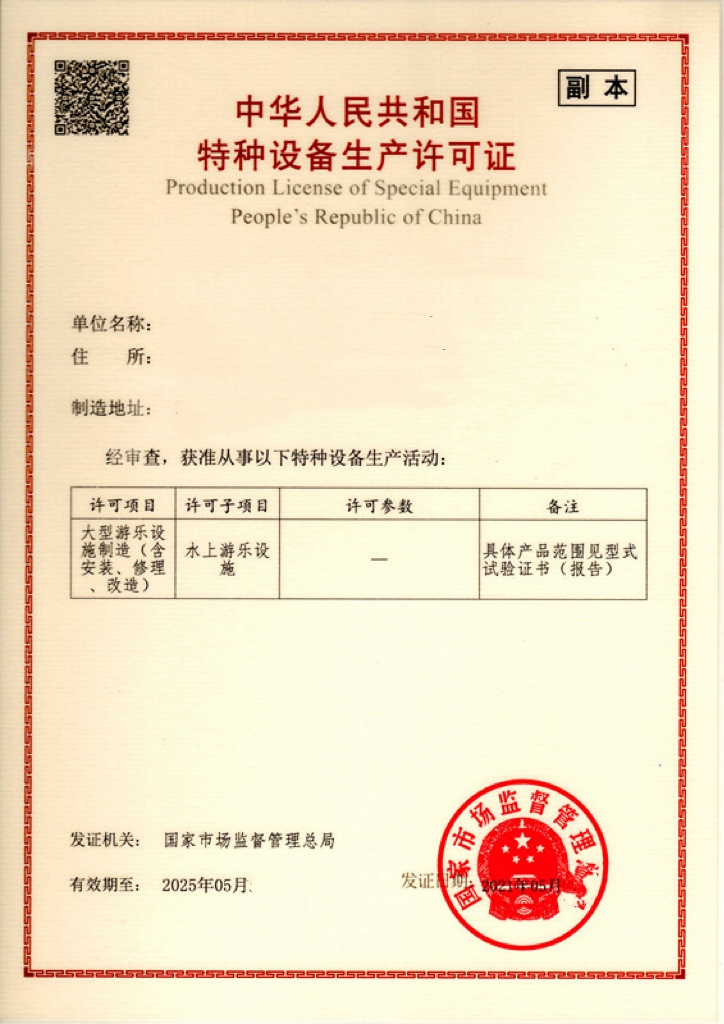 副 本
中华人民共和国
特种设备生产许可证
Production License of Special Equipment
People's Republic of China
单位名称：
住　　所：
制造地址：
经审查，获准从事以下特种设备生产活动：
许可项目 许可子项目 许可参数 备注
大型游乐设
施制造（含
安装、修理
、改造）
水上游乐设
施
—
具体产品范围见型式
试验证书（报告）
发证机关： 国家市场监督管理总局
有效期至： 2025年05月
发证日期： 2021年05月
国家市场监督管理总局